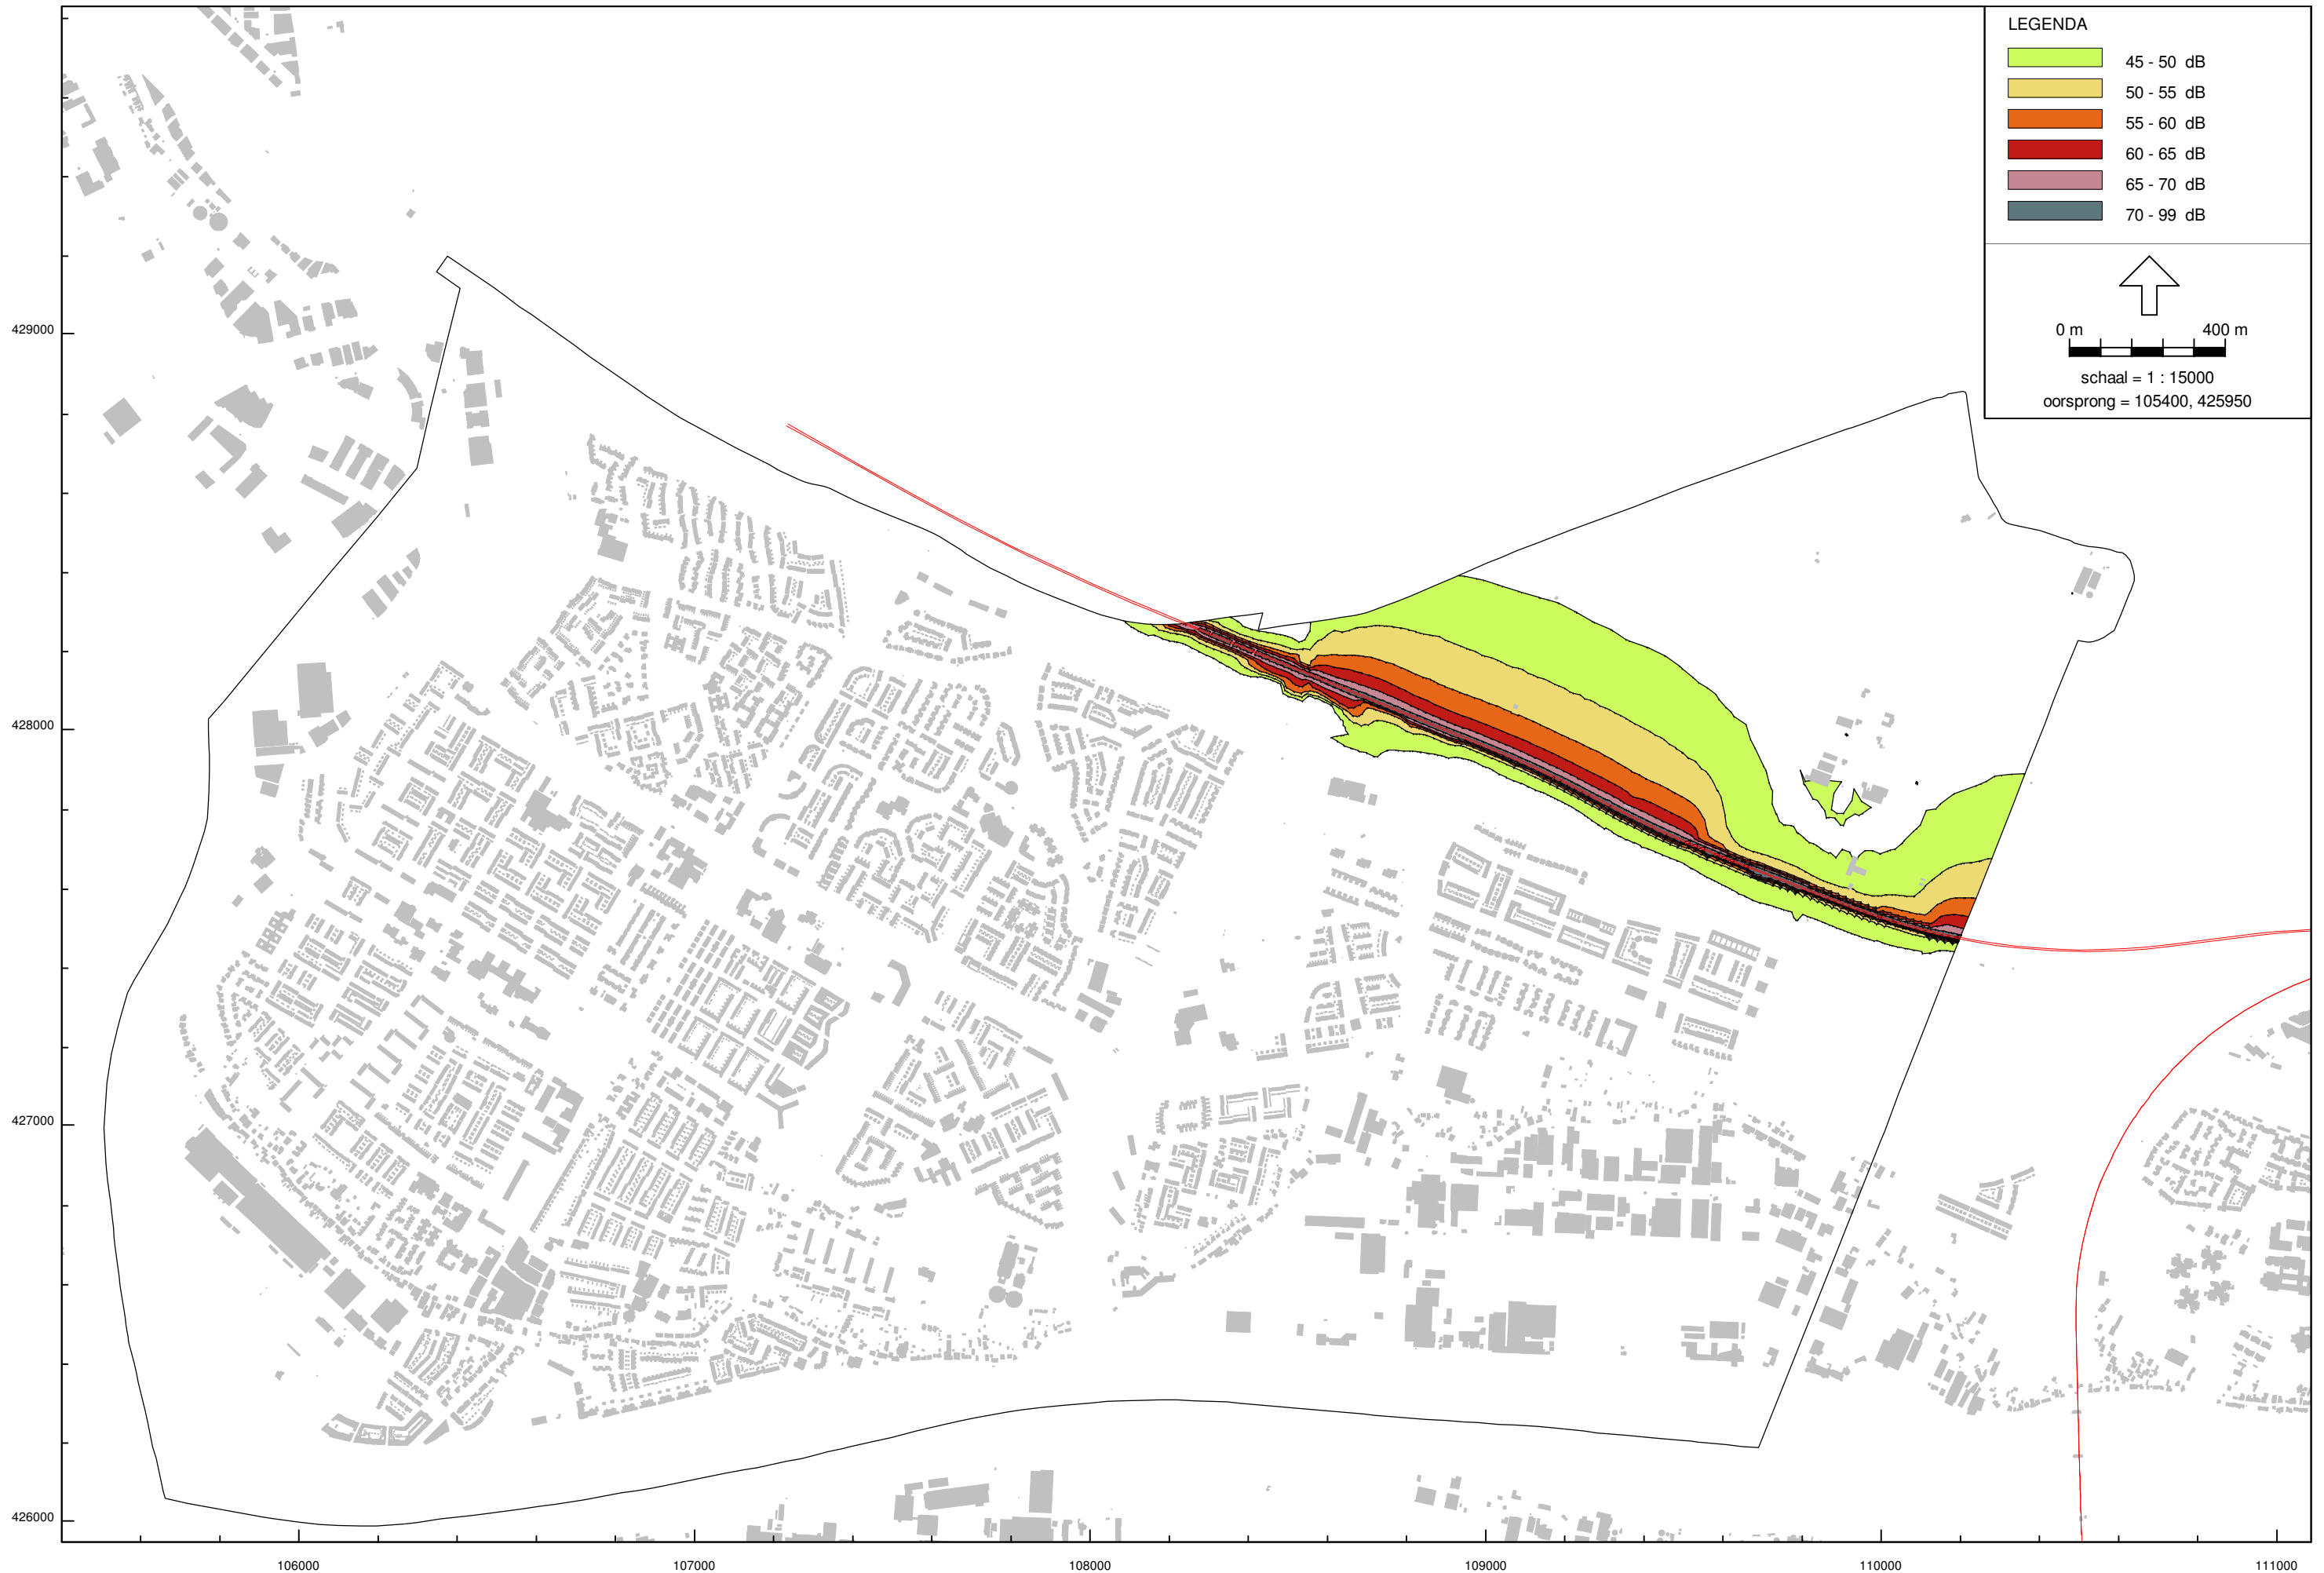 LEGENDA
45 - 50 dB
50 - 55 dB
55 - 60 dB
60 - 65 dB
65 - 70 dB
70 - 99 dB
0 m 400 m
schaal = 1 : 15000
oorsprong = 105400, 425950
429000
428000
427000
426000
106000 107000 108000 109000 110000 111000